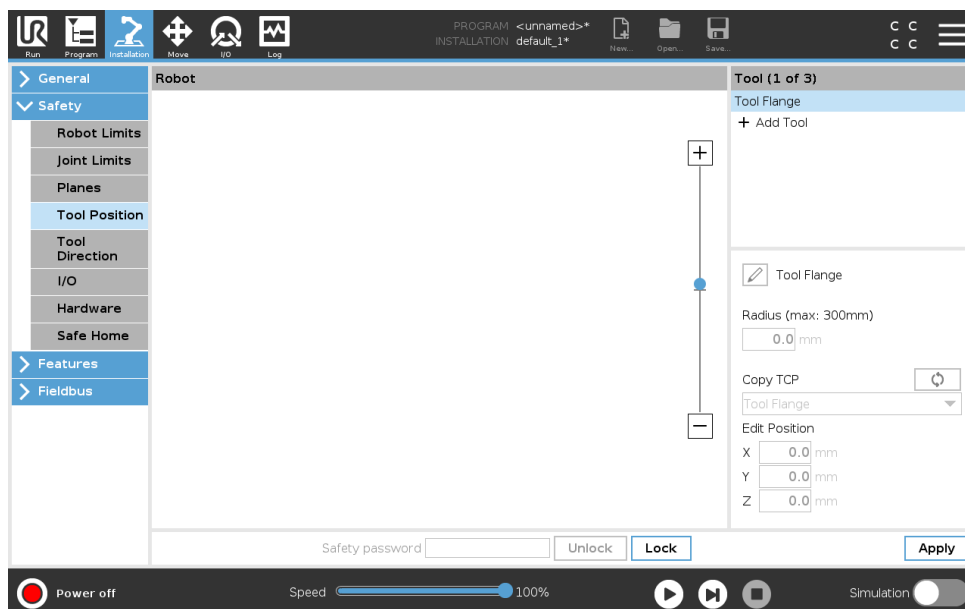 PROGRAM <unnamed>*
INSTALLATION default_1*
UR
Run
Program
Installation
Move
I/O
Log
New...
Open...
Save...
C C
C C
General
Safety
Robot Limits
Joint Limits
Planes
Tool Position
Tool
Direction
I/O
Hardware
Safe Home
Features
Fieldbus
Robot
Tool (1 of 3)
Tool Flange
+ Add Tool
Tool Flange
Radius (max: 300mm)
0.0 mm
Copy TCP
Tool Flange
Edit Position
X 0.0 mm
Y 0.0 mm
Z 0.0 mm
Safety password
Unlock
Lock
Apply
Power off
Speed
100%
Simulation